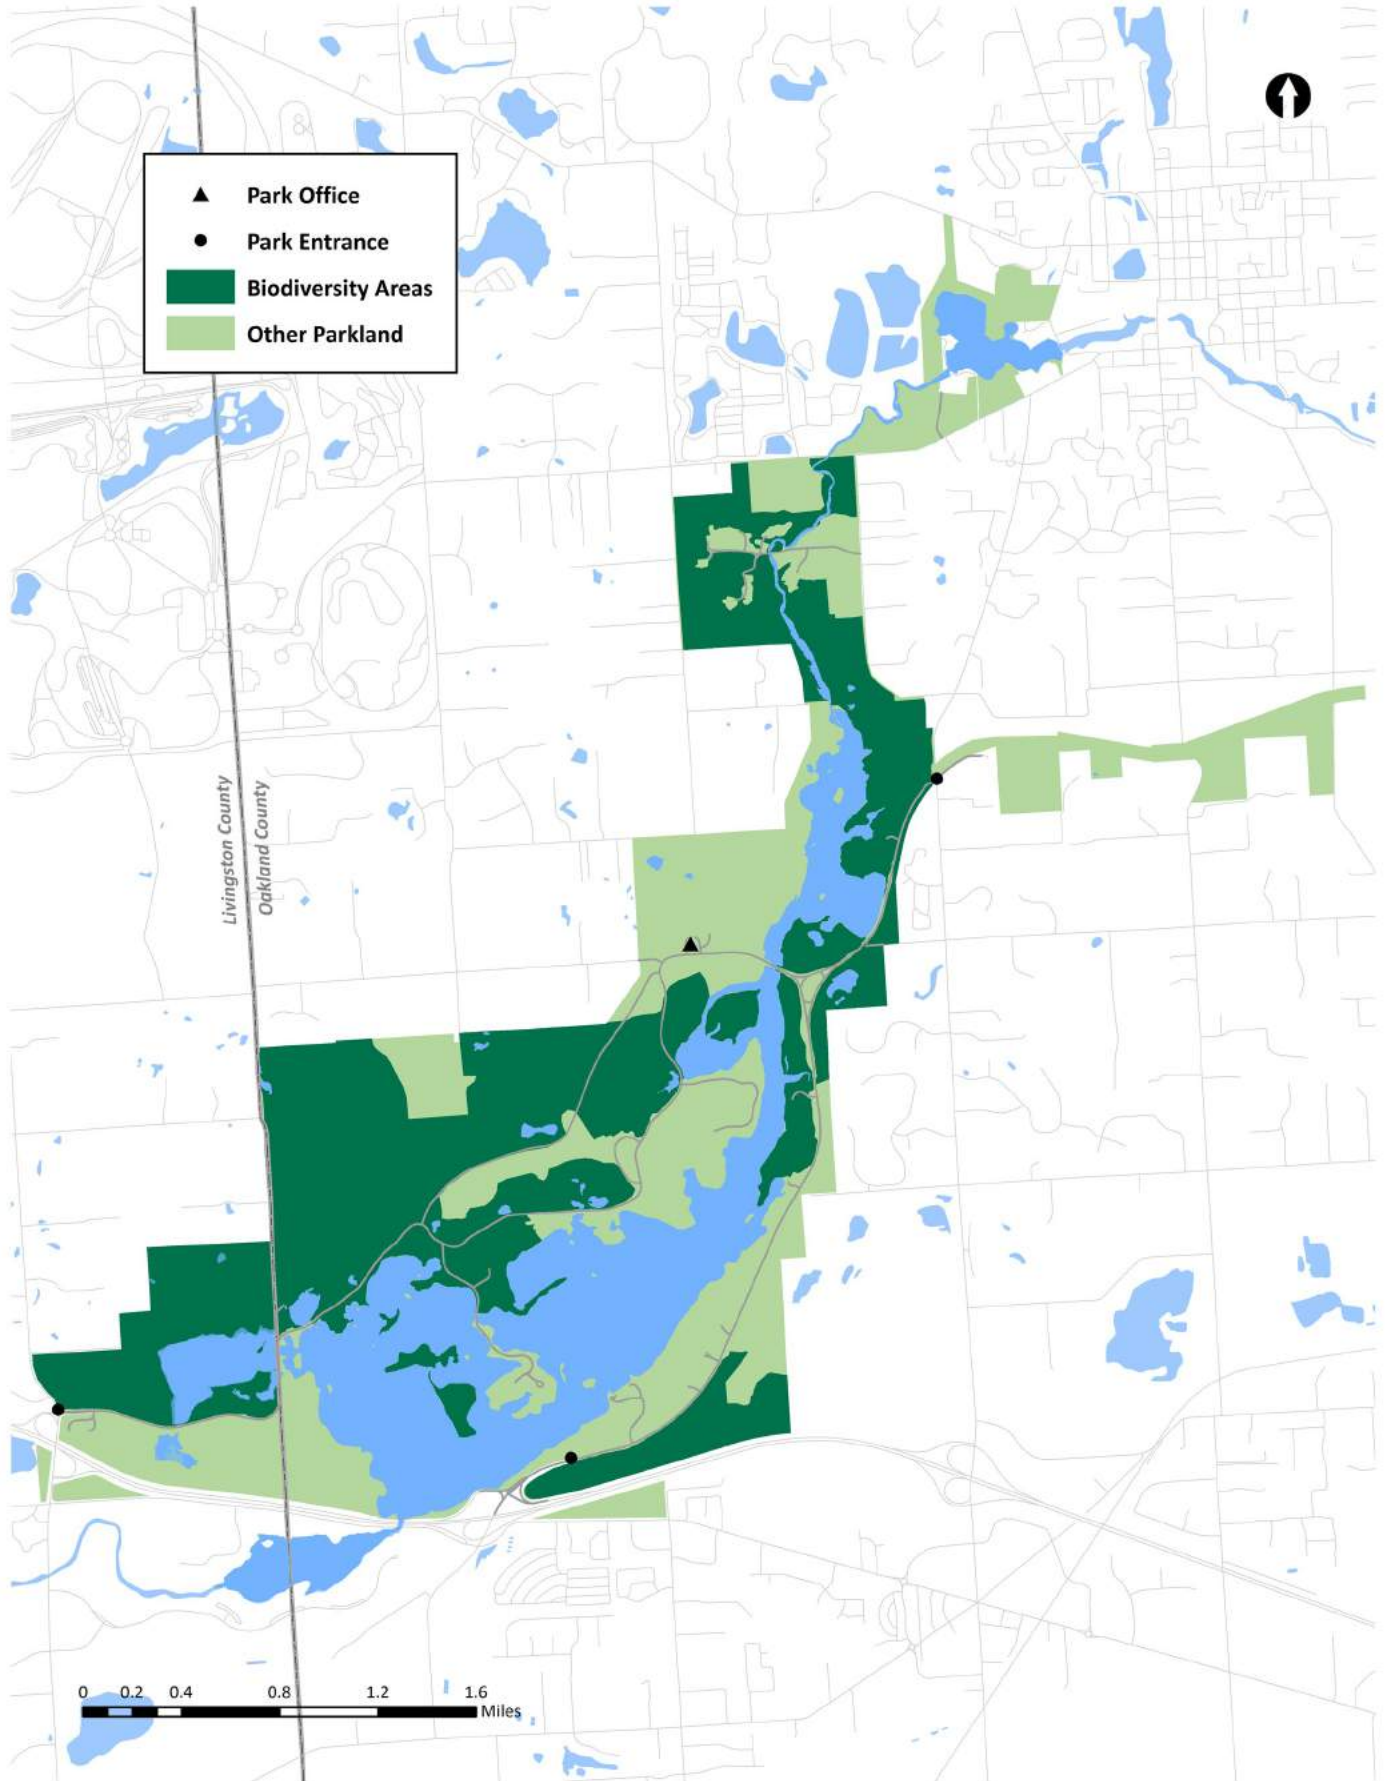 Park Office
Park Entrance
Biodiversity Areas
Other Parkland
Livingston County
Oakland County
0 0.2 0.4 0.8 1.2 1.6
Miles